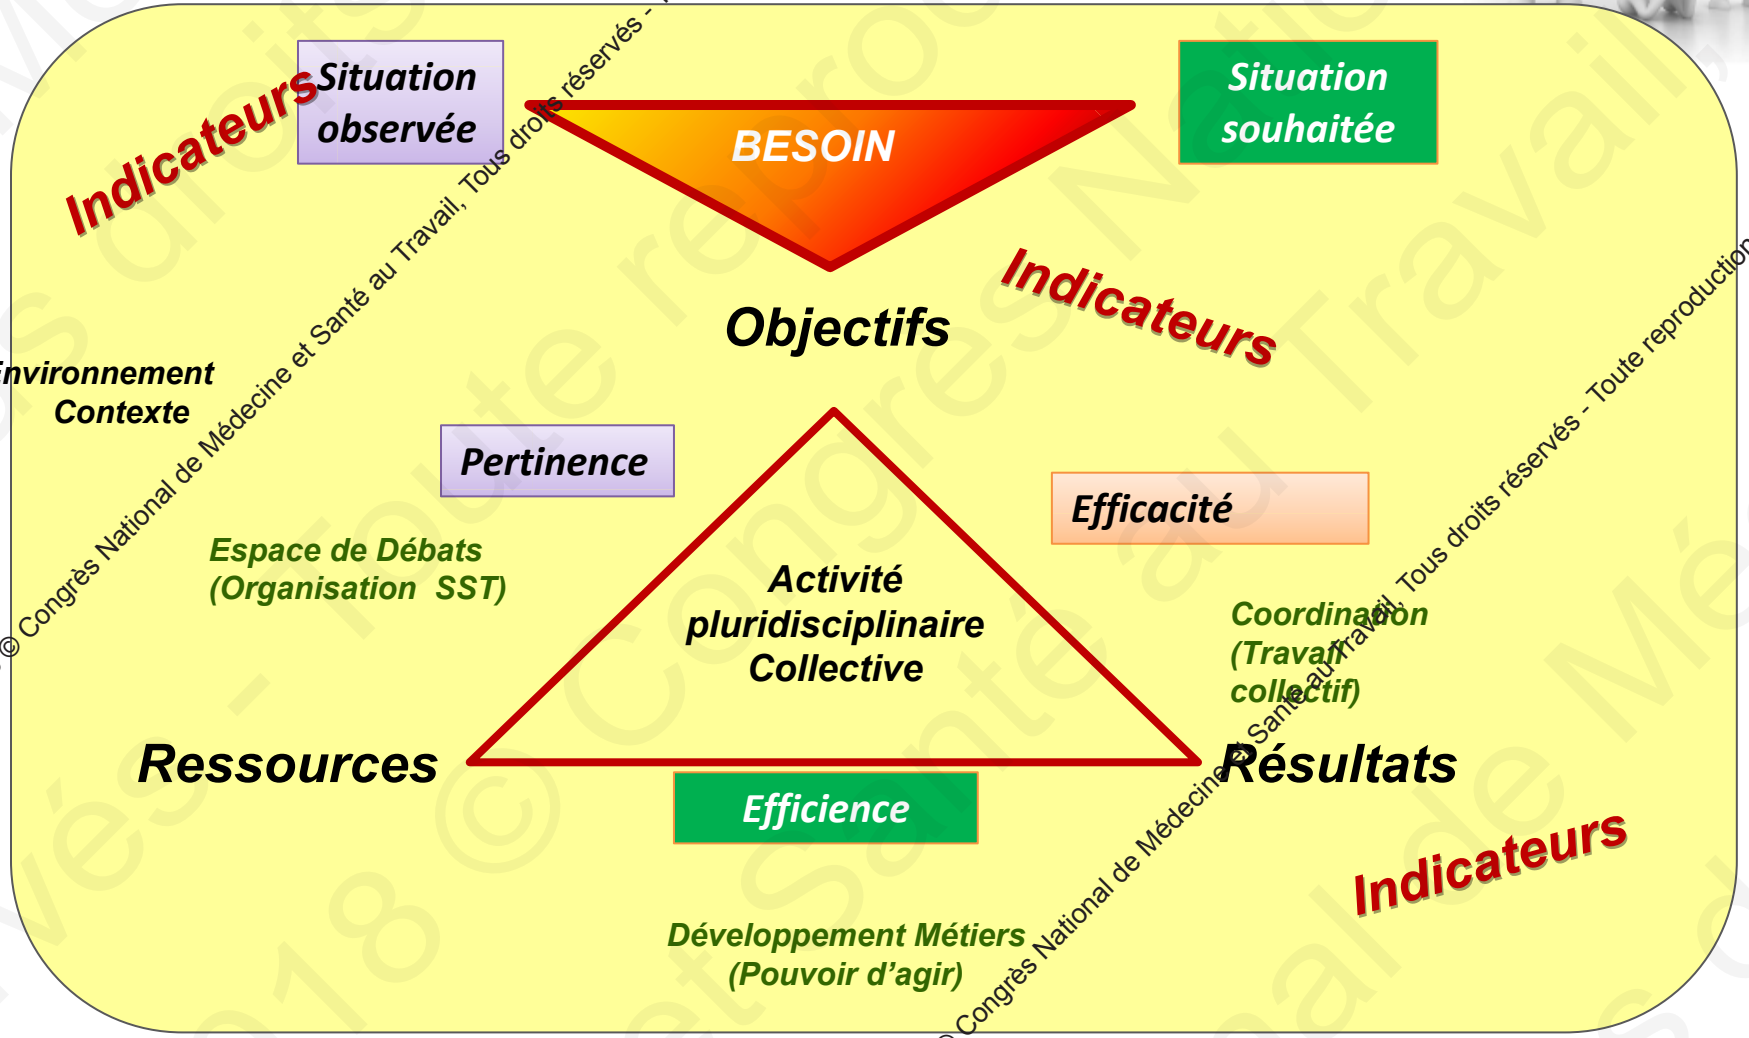 Situation
observée
Situation
souhaitée
Indicateurs
BESOIN
Indicateurs
Objectifs
nvironnement
Contexte
Pertinence
Efficacité
Espace de Débats
(Organisation SST)
Activité
pluridisciplinaire
Collective
Coordination
(Travail
collectif)
Ressources
Résultats
Efficience
Indicateurs
Développement Métiers
(Pouvoir d'agir)
© Congrès National de Médecine et Santé au Travail, Tous droits réservés -
© Congrès National de Médecine et Santé au Travail, Tous droits réservés - Toute reproduction